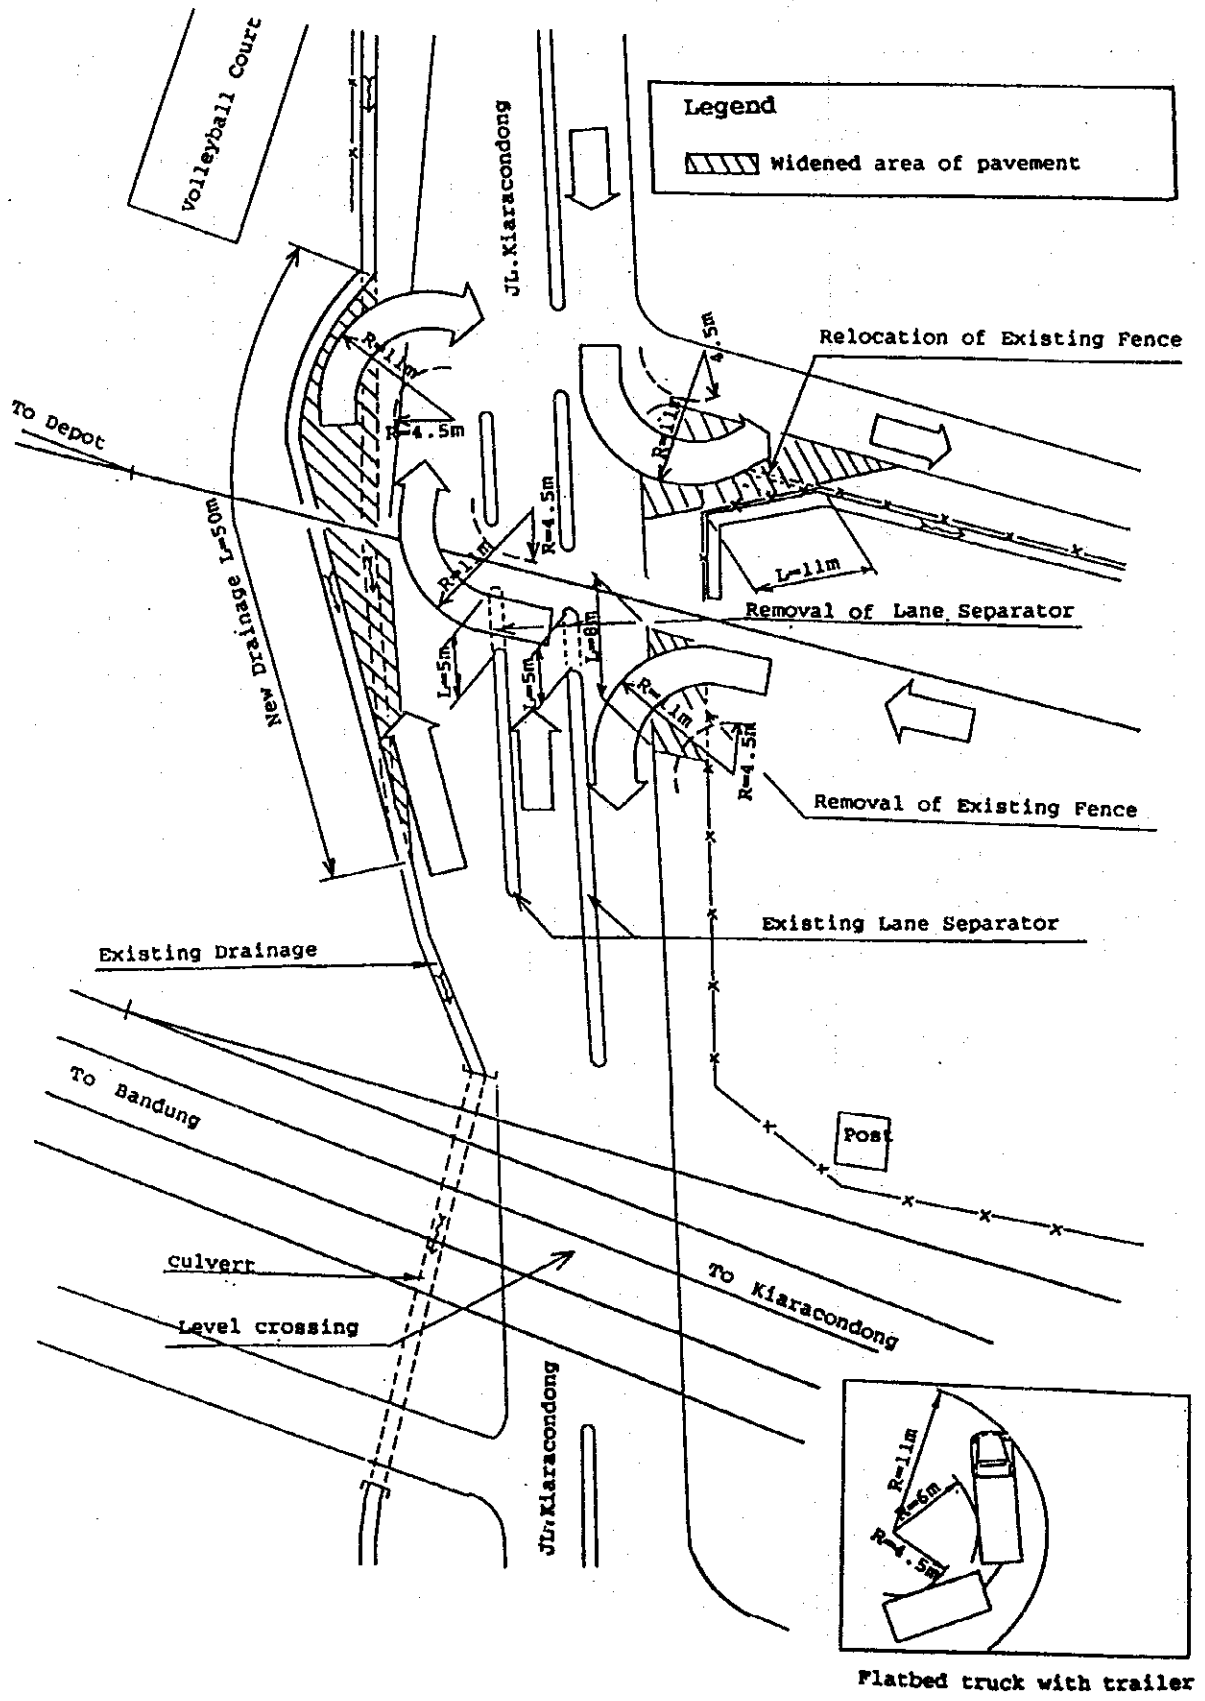 Volleyball Court
JL.Kiaracondong
Legend
Widened area of pavement
4.5m
Relocation of Existing Fence
R=11m
R=11m
To Depot
R=4.5m
R=4.5m
New Drainage L=50m
R=11m
L=11m
Removal of Lane Separator
L=8m
L=5m
L=5m
R=11m
R=4.5m
Removal of Existing Fence
Existing Lane Separator
Existing Drainage
To Bandung
Post
culvert
To Kiaracondong
Level crossing
JL.Kiaracondong
R=11m
R=6m
R=4.5m
Flatbed truck with trailer